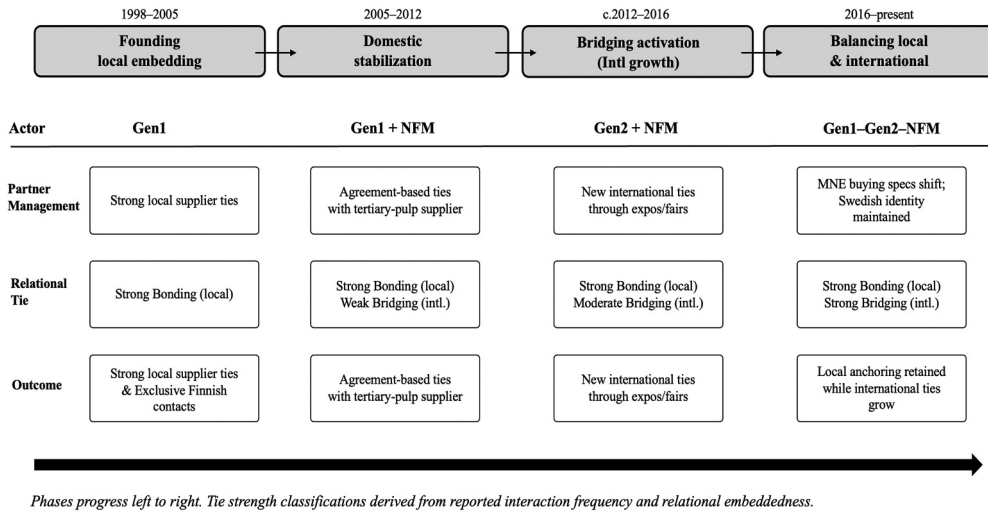 1998–2005
2005–2012
c.2012–2016
2016–present
Founding
local embedding
Domestic
stabilization
Bridging activation
(Intl growth)
Balancing local
& international
Actor
Gen1
Gen1 + NFM
Gen2 + NFM
Gen1–Gen2–NFM
Partner
Management
Strong local supplier ties
Agreement-based ties
with tertiary-pulp supplier
New international ties
through expos/fairs
MNE buying specs shift;
Swedish identity
maintained
Relational
Tie
Strong Bonding (local)
Strong Bonding (local)
Weak Bridging (intl.)
Strong Bonding (local)
Moderate Bridging (intl.)
Strong Bonding (local)
Strong Bridging (intl.)
Outcome
Strong local supplier ties
& Exclusive Finnish
contacts
Agreement-based ties
with tertiary-pulp supplier
New international ties
through expos/fairs
Local anchoring retained
while international ties
grow
Phases progress left to right. Tie strength classifications derived from reported interaction frequency and relational embeddedness.